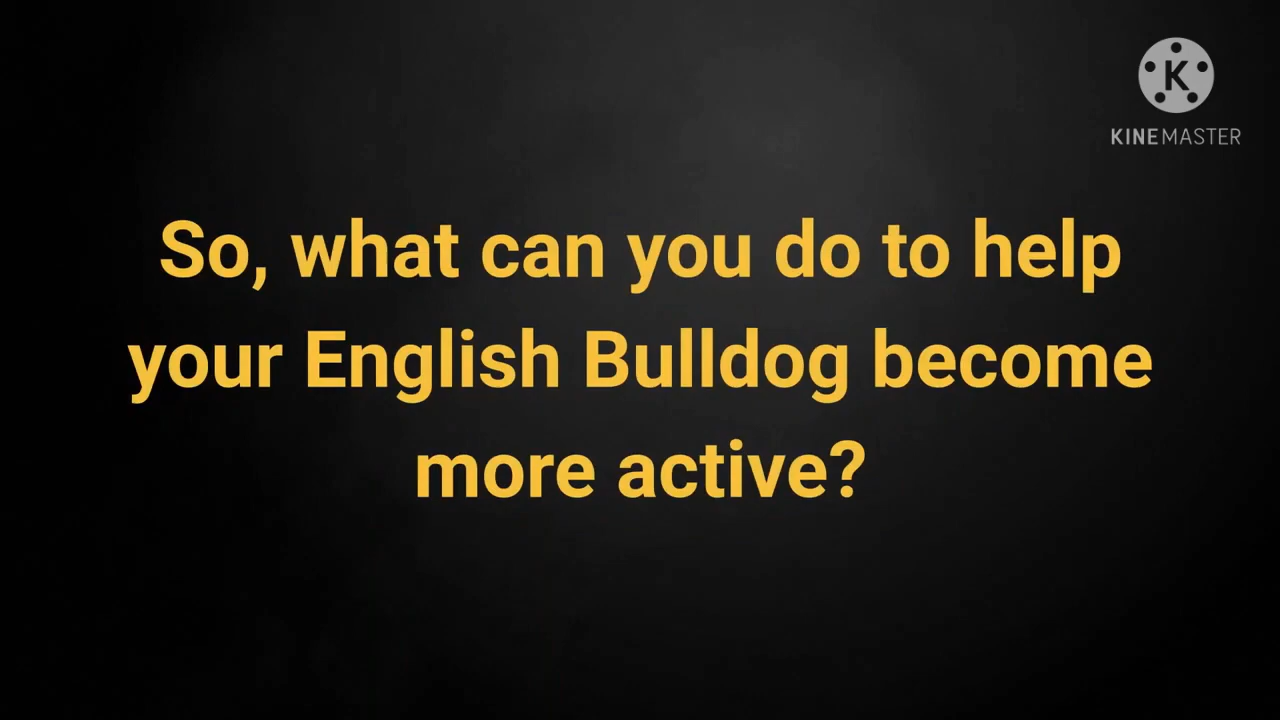 K
KINEMASTER
So, what can you do to help
your English Bulldog become
more active?